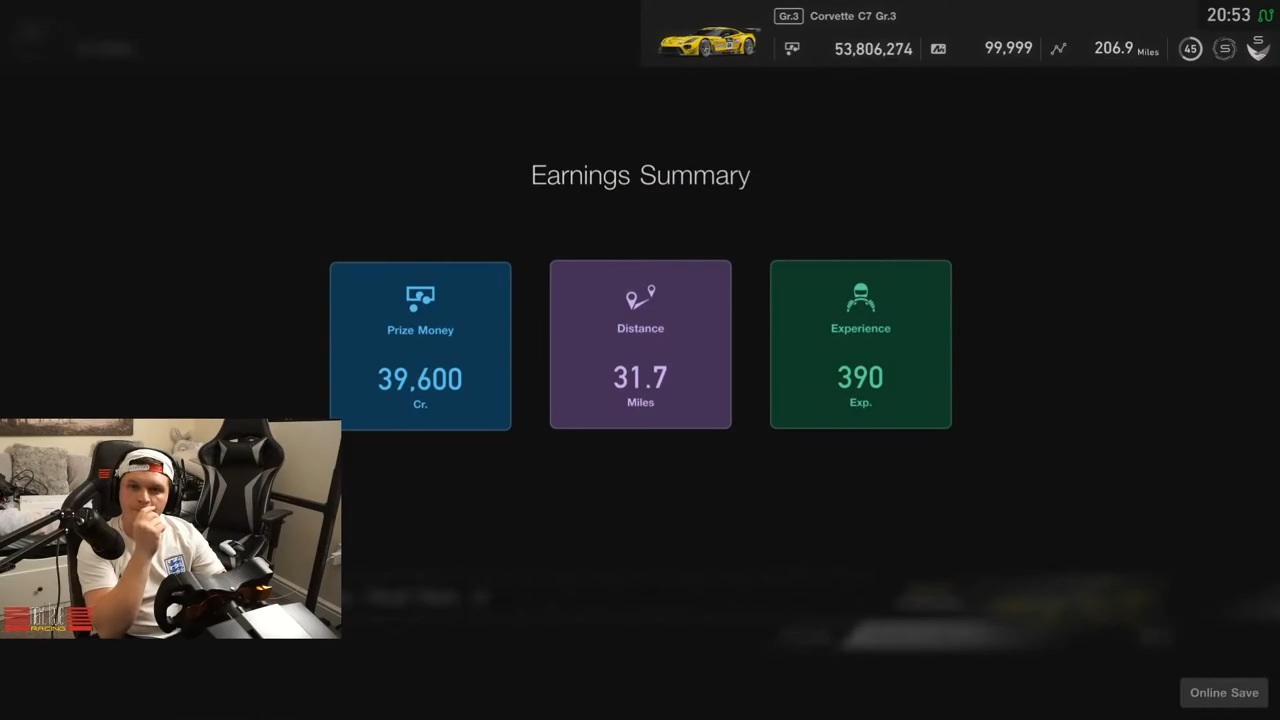 Gr.3 Corvette C7 Gr.3
20:53
53,806,274
99,999
206.9 Miles
45
S
S
Earnings Summary
Prize Money
39,600
Cr.
Distance
31.7
Miles
Experience
390
Exp.
RACING
Online Save